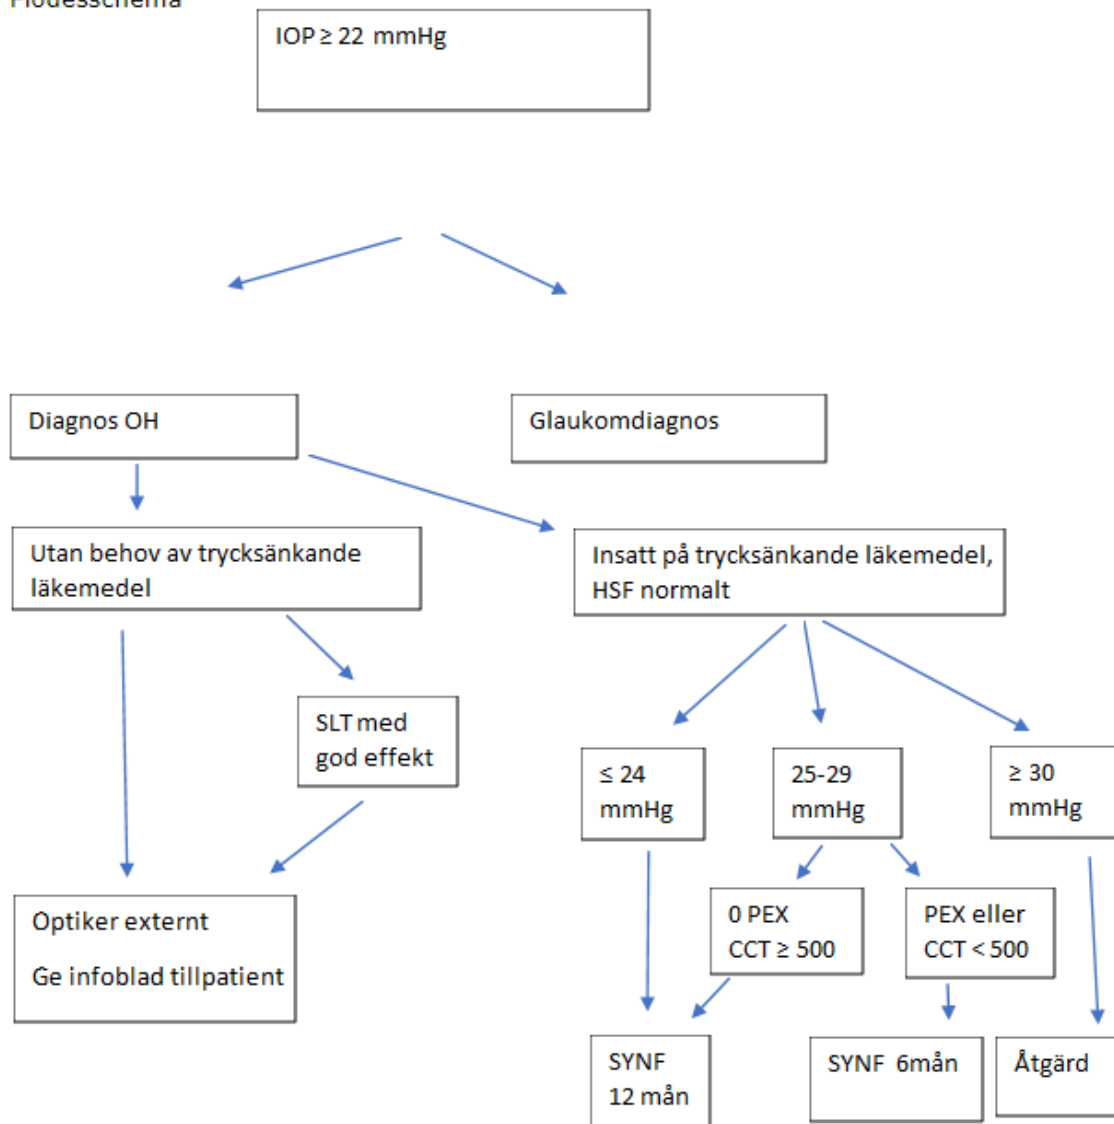 Flödesschema
IOP ≥ 22 mmHg
Diagnos OH
Glaukomdiagnos
Utan behov av trycksänkande
läkemedel
Insatt på trycksänkande läkemedel,
HSF normalt
SLT med
god effekt
≤ 24
mmHg
25-29
mmHg
≥ 30
mmHg
Optiker externt
Ge infoblad tillpatient
0 PEX
CCT ≥ 500
PEX eller
CCT < 500
SYNF
12 mån
SYNF 6mån
Åtgärd